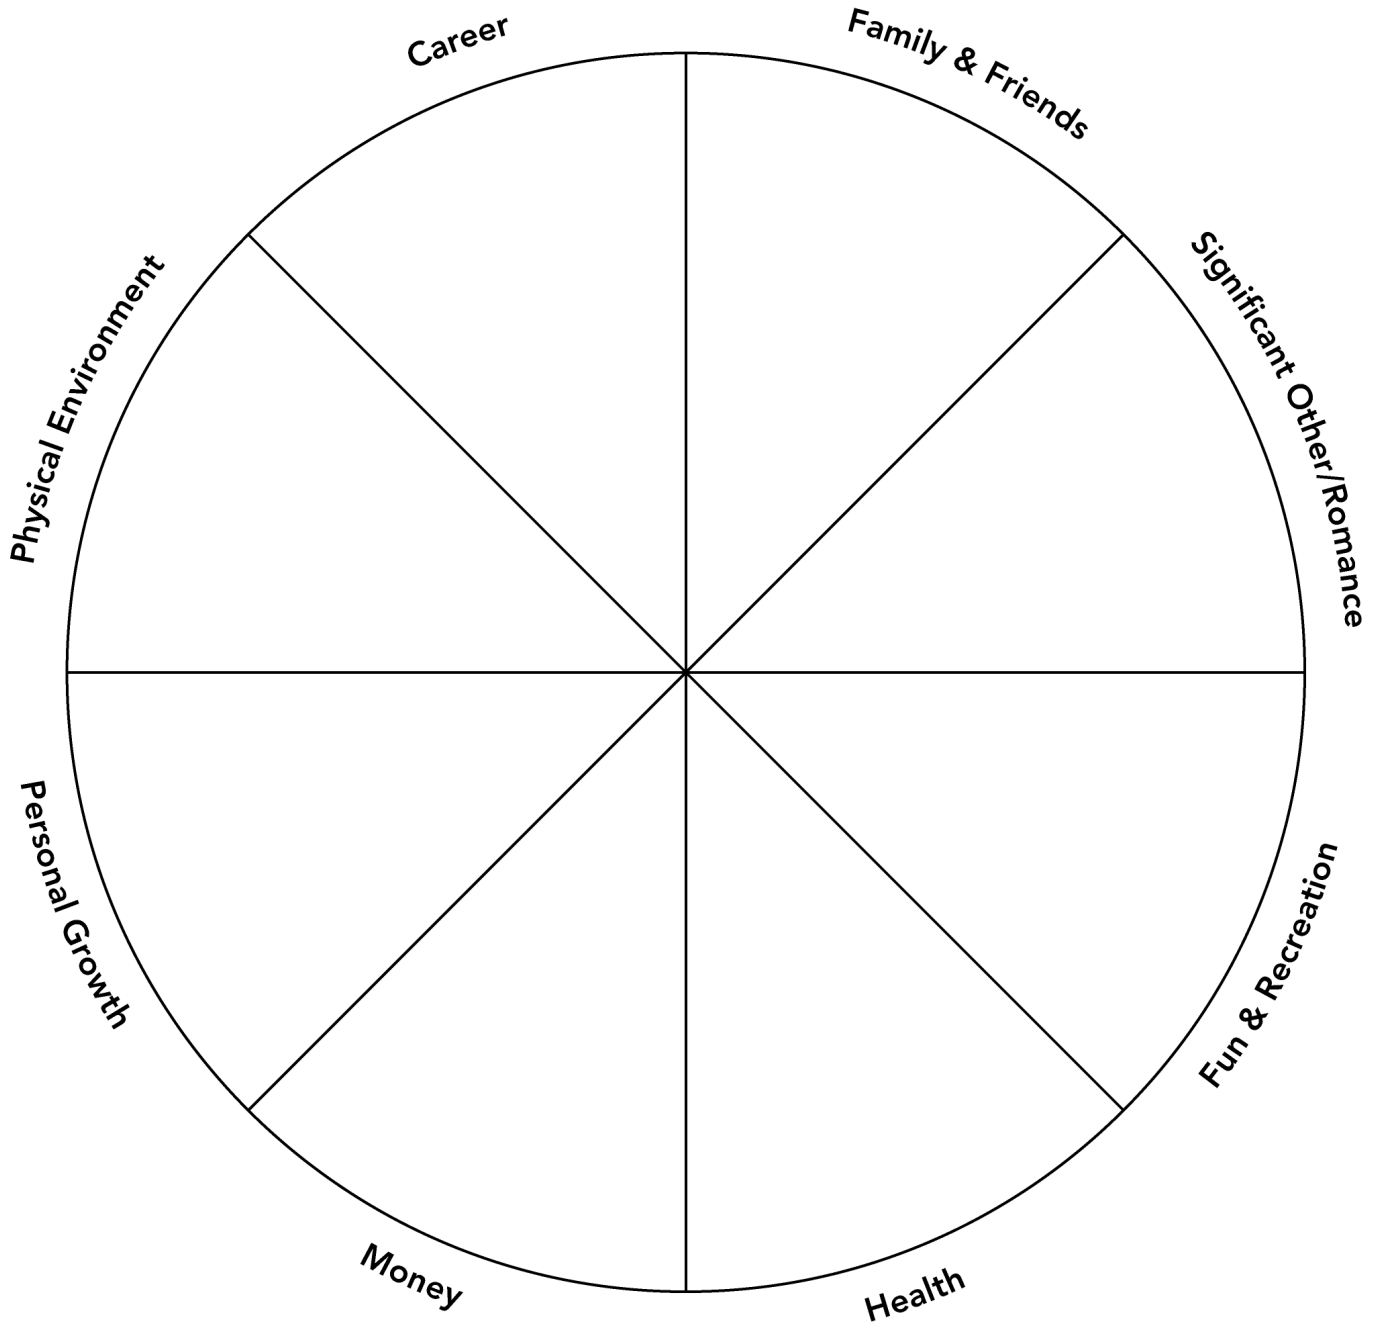 Career
Family & Friends
Significant Other/Romance
Fun & Recreation
Health
Money
Personal Growth
Physical Environment